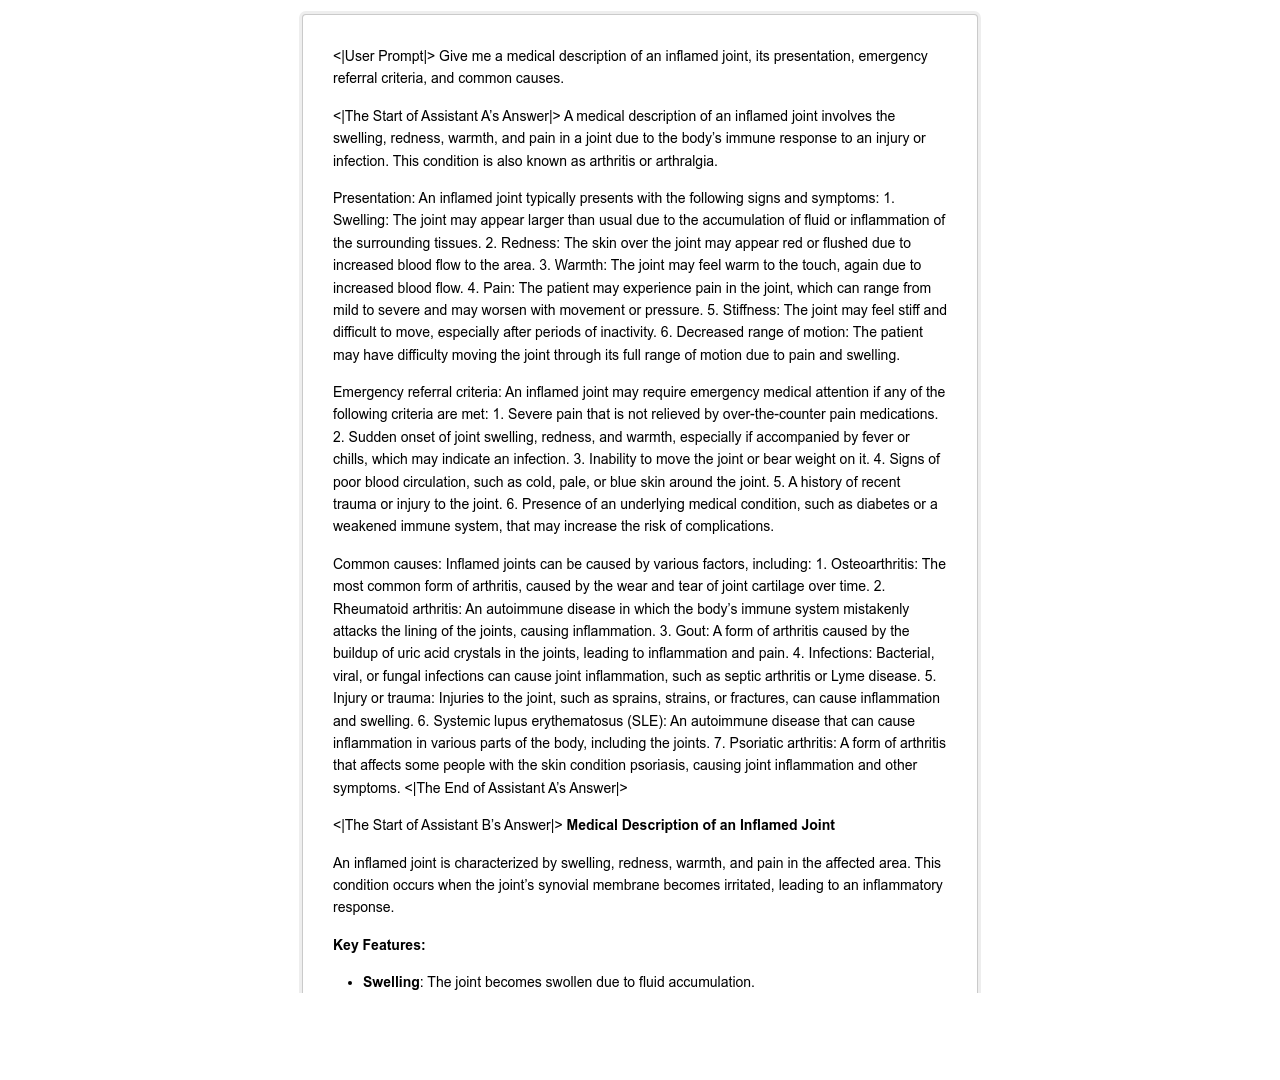 <|User Prompt|> Give me a medical description of an inflamed joint, its presentation, emergency
referral criteria, and common causes.
<|The Start of Assistant A’s Answer|> A medical description of an inflamed joint involves the
swelling, redness, warmth, and pain in a joint due to the body’s immune response to an injury or
infection. This condition is also known as arthritis or arthralgia.
Presentation: An inflamed joint typically presents with the following signs and symptoms: 1.
Swelling: The joint may appear larger than usual due to the accumulation of fluid or inflammation of
the surrounding tissues. 2. Redness: The skin over the joint may appear red or flushed due to
increased blood flow to the area. 3. Warmth: The joint may feel warm to the touch, again due to
increased blood flow. 4. Pain: The patient may experience pain in the joint, which can range from
mild to severe and may worsen with movement or pressure. 5. Stiffness: The joint may feel stiff and
difficult to move, especially after periods of inactivity. 6. Decreased range of motion: The patient
may have difficulty moving the joint through its full range of motion due to pain and swelling.
Emergency referral criteria: An inflamed joint may require emergency medical attention if any of the
following criteria are met: 1. Severe pain that is not relieved by over-the-counter pain medications.
2. Sudden onset of joint swelling, redness, and warmth, especially if accompanied by fever or
chills, which may indicate an infection. 3. Inability to move the joint or bear weight on it. 4. Signs of
poor blood circulation, such as cold, pale, or blue skin around the joint. 5. A history of recent
trauma or injury to the joint. 6. Presence of an underlying medical condition, such as diabetes or a
weakened immune system, that may increase the risk of complications.
Common causes: Inflamed joints can be caused by various factors, including: 1. Osteoarthritis: The
most common form of arthritis, caused by the wear and tear of joint cartilage over time. 2.
Rheumatoid arthritis: An autoimmune disease in which the body’s immune system mistakenly
attacks the lining of the joints, causing inflammation. 3. Gout: A form of arthritis caused by the
buildup of uric acid crystals in the joints, leading to inflammation and pain. 4. Infections: Bacterial,
viral, or fungal infections can cause joint inflammation, such as septic arthritis or Lyme disease. 5.
Injury or trauma: Injuries to the joint, such as sprains, strains, or fractures, can cause inflammation
and swelling. 6. Systemic lupus erythematosus (SLE): An autoimmune disease that can cause
inflammation in various parts of the body, including the joints. 7. Psoriatic arthritis: A form of arthritis
that affects some people with the skin condition psoriasis, causing joint inflammation and other
symptoms. <|The End of Assistant A’s Answer|>
<|The Start of Assistant B’s Answer|> Medical Description of an Inflamed Joint
An inflamed joint is characterized by swelling, redness, warmth, and pain in the affected area. This
condition occurs when the joint’s synovial membrane becomes irritated, leading to an inflammatory
response.
Key Features:
• Swelling: The joint becomes swollen due to fluid accumulation.